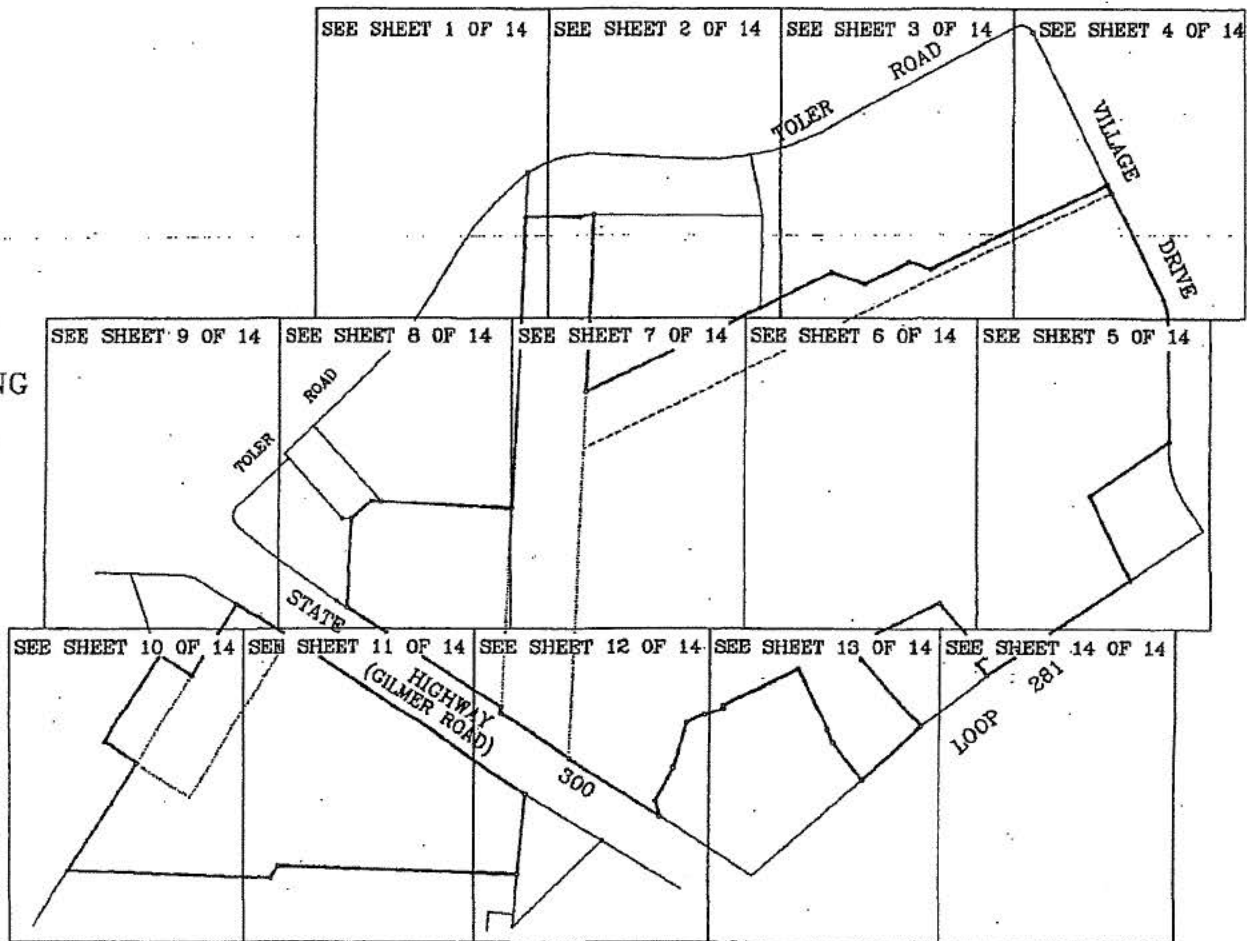 SEE SHEET 1 OF 14
SEE SHEET 2 OF 14
SEE SHEET 3 OF 14
SEE SHEET 4 OF 14
TOLER
ROAD
VILLAGE
DRIVE
SEE SHEET 9 OF 14
SEE SHEET 8 OF 14
SEE SHEET 7 OF 14
SEE SHEET 6 OF 14
SEE SHEET 5 OF 14
NG
TOLER
ROAD
STATE
HIGHWAY
(GILMER ROAD)
300
SEE SHEET 10 OF 14
SEE SHEET 11 OF 14
SEE SHEET 12 OF 14
SEE SHEET 13 OF 14
SEE SHEET 14 OF 14
LOOP 281